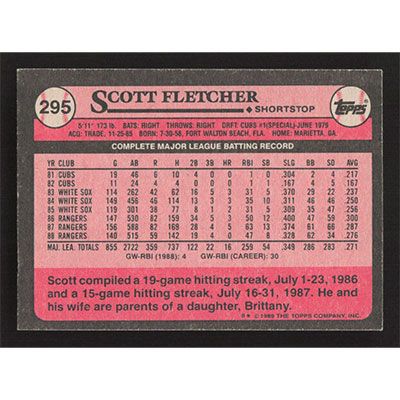 295
SCOTT FLETCHER
SHORTSTOP
TOPPS
5'11" 173 lb. BATS: RIGHT THROWS: RIGHT DRFT: CUBS #1(SPECIAL)-JUNE 1979
ACQ: TRADE, 11-25-85 BORN: 7-30-58, FORT WALTON BEACH, FLA. HOME: MARIETTA, GA.
COMPLETE MAJOR LEAGUE BATTING RECORD
YR CLUB G AB R H 2B 3B HR RBI SB SLG BB SO AVG
81 CUBS 19 46 6 10 4 0 0 1 0 .304 2 4 .217
82 CUBS 11 24 4 4 0 0 0 1 1 .167 4 5 .167
83 WHITE SOX 114 262 42 62 16 5 3 31 5 .370 29 22 .237
84 WHITE SOX 149 456 46 114 13 3 3 35 10 .311 46 46 .250
85 WHITE SOX 119 301 38 77 8 1 2 31 5 .309 35 47 .256
86 RANGERS 147 530 82 159 34 5 3 50 12 .400 47 59 .300
87 RANGERS 156 588 82 169 28 4 5 63 13 .374 61 66 .287
88 RANGERS 140 515 59 142 19 4 0 47 8 .328 62 34 .276
MAJ. LEA. TOTALS 855 2722 359 737 122 22 16 259 54 .349 286 283 .271
GW-RBI (1988): 4 GW-RBI (CAREER): 30
Scott compiled a 19-game hitting streak, July 1-23, 1986
and a 15-game hitting streak, July 16-31, 1987. He and
his wife are parents of a daughter, Brittany.
© 1989 THE TOPPS COMPANY, INC.